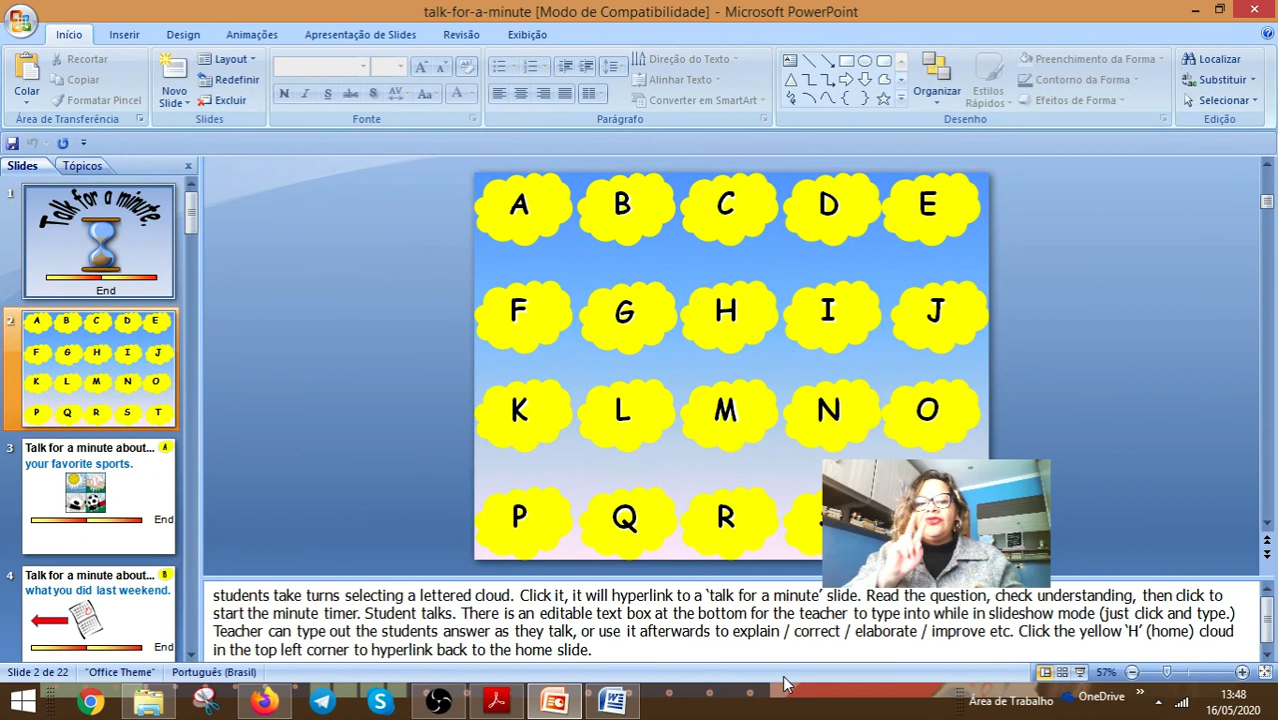 talk-for-a-minute [Modo de Compatibilidade] - Microsoft PowerPoint
Início Inserir Design Animações Apresentação de Slides Revisão Exibição
Colar
Recortar
Copiar
Formatar Pincel
Área de Transferência
Novo
Slide
Layout
Redefinir
Excluir
Slides
Fonte
Direção do Texto
Alinhar Texto
Converter em SmartArt
Parágrafo
Organizar
Estilos
Rápidos
Preenchimento da Forma
Contorno da Forma
Efeitos de Forma
Desenho
Localizar
Substituir
Selecionar
Edição
Slides Tópicos
1
Talk for a minute
End
2
A B C D E
F G H I J
K L M N O
P Q R S T
3
Talk for a minute about... A
your favorite sports.
End
4
Talk for a minute about... B
what you did last weekend.
End
A B C D E
F G H I J
K L M N O
P Q R
students take turns selecting a lettered cloud. Click it, it will hyperlink to a ‘talk for a minute’ slide. Read the question, check understanding, then click to
start the minute timer. Student talks. There is an editable text box at the bottom for the teacher to type into while in slideshow mode (just click and type.)
Teacher can type out the students answer as they talk, or use it afterwards to explain / correct / elaborate / improve etc. Click the yellow ‘H’ (home) cloud
in the top left corner to hyperlink back to the home slide.
Slide 2 de 22 "Office Theme" Português (Brasil) 57%
Área de Trabalho OneDrive
13:48
16/05/2020